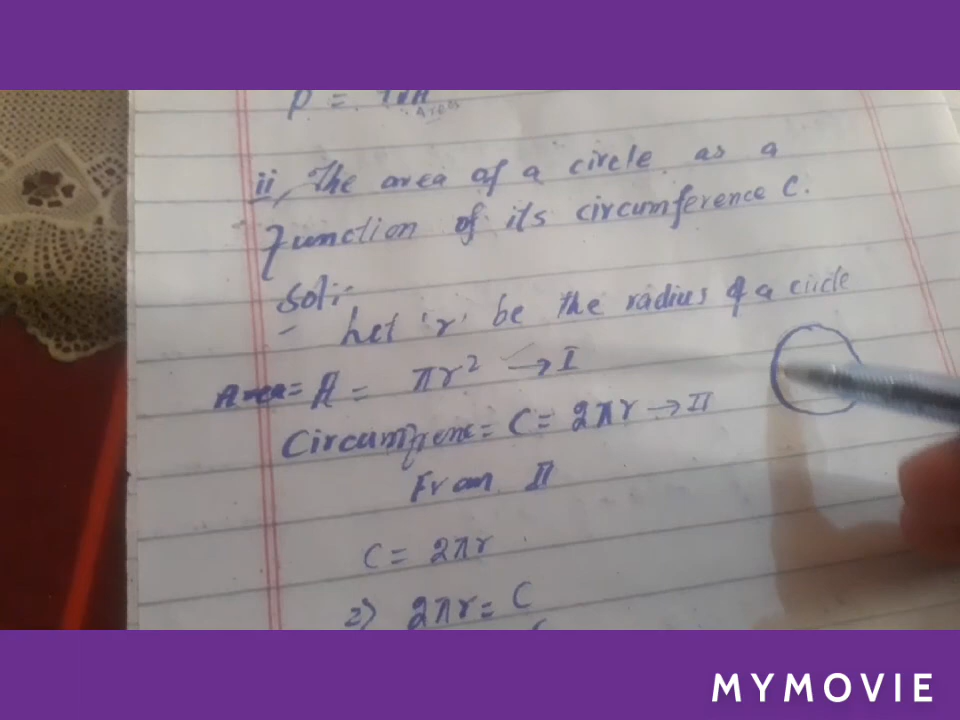 P =
ii, The area of a circle as a
function of its circumference C.
Sol:-
Let 'r' be the radius of a circle
Area = A = πr² → I
Circumfrenc = C = 2πr → II
From II
C = 2πr
=> 2πr = C
MYMOVIE